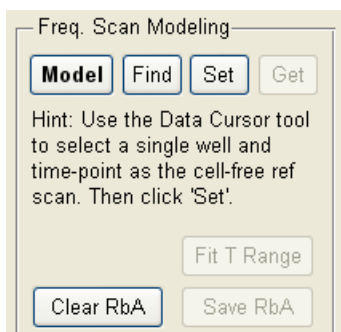 Freq. Scan Modeling
Model Find Set Get
Hint: Use the Data Cursor tool
to select a single well and
time-point as the cell-free ref
scan. Then click 'Set'.
Fit T Range
Clear RbA Save RbA